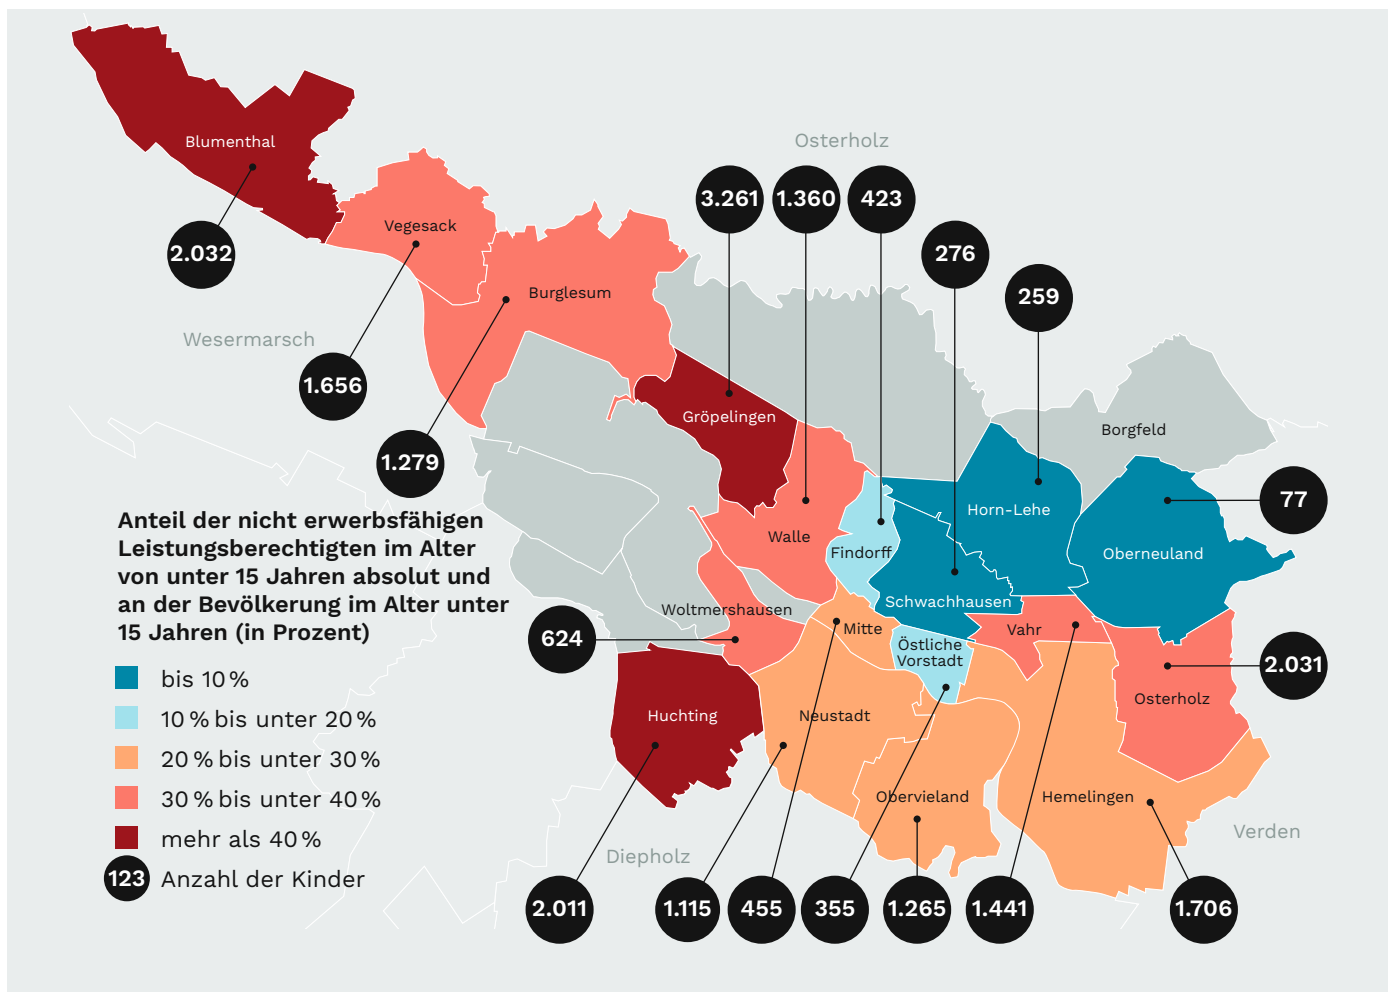 Osterholz
Blumenthal
3.261
1.360
423
Vegesack
2.032
276
Burglesum
259
Wesermarsch
1.656
Gröpelingen
Borgfeld
1.279
77
Horn-Lehe
Anteil der nicht erwerbsfähigen
Leistungsberechtigten im Alter
von unter 15 Jahren absolut und
an der Bevölkerung im Alter unter
15 Jahren (in Prozent)
Walle
Findorff
Oberneuland
Schwachhausen
Woltmershausen
624
Mitte
Vahr
Östliche
Vorstadt
2.031
bis 10 %
10 % bis unter 20 %
20 % bis unter 30 %
30 % bis unter 40 %
mehr als 40 %
123 Anzahl der Kinder
Osterholz
Huchting
Neustadt
Obervieland
Hemelingen
Verden
Diepholz
2.011
1.115
455
355
1.265
1.441
1.706